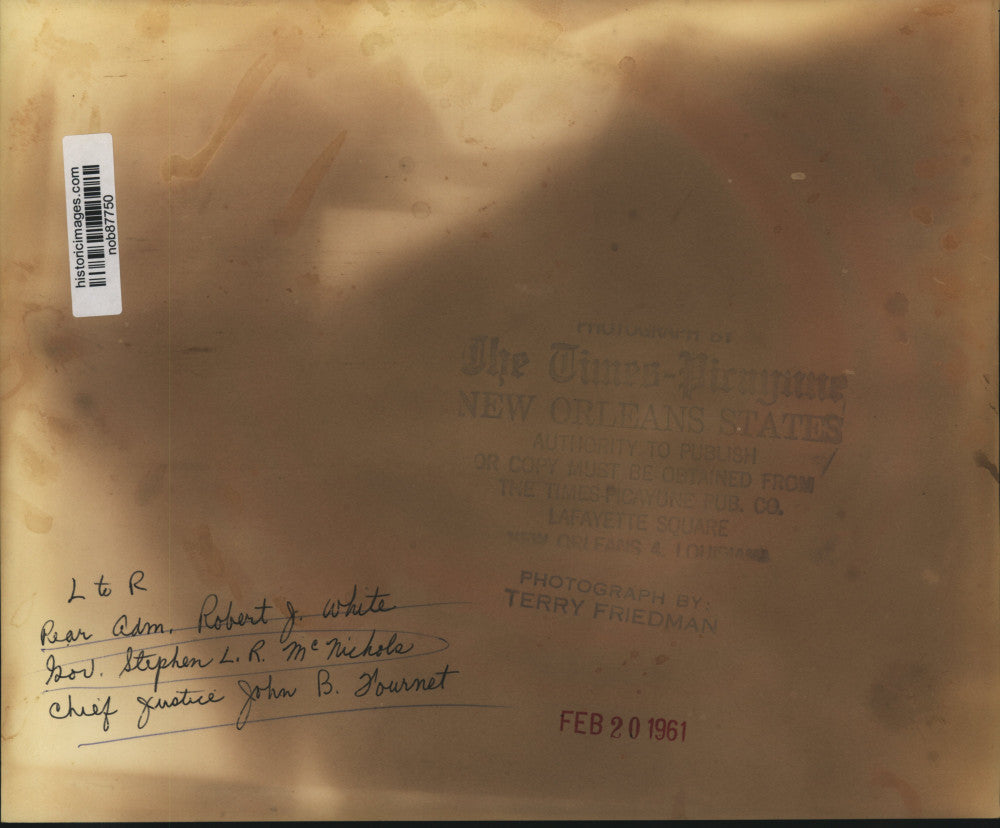 historicimages.com
nob87750
PHOTOGRAPH OF
The Times-Picayune
NEW ORLEANS STATES
AUTHORITY TO PUBLISH
OR COPY MUST BE OBTAINED FROM
THE TIMES-PICAYUNE PUB. CO.
LAFAYETTE SQUARE
NEW ORLEANS 4, LOUISIANA
PHOTOGRAPH BY:
TERRY FRIEDMAN
L to R
Rear Adm. Robert J. White
Gov. Stephen L. R. McNichols
Chief Justice John B. Fournet
FEB 20 1961